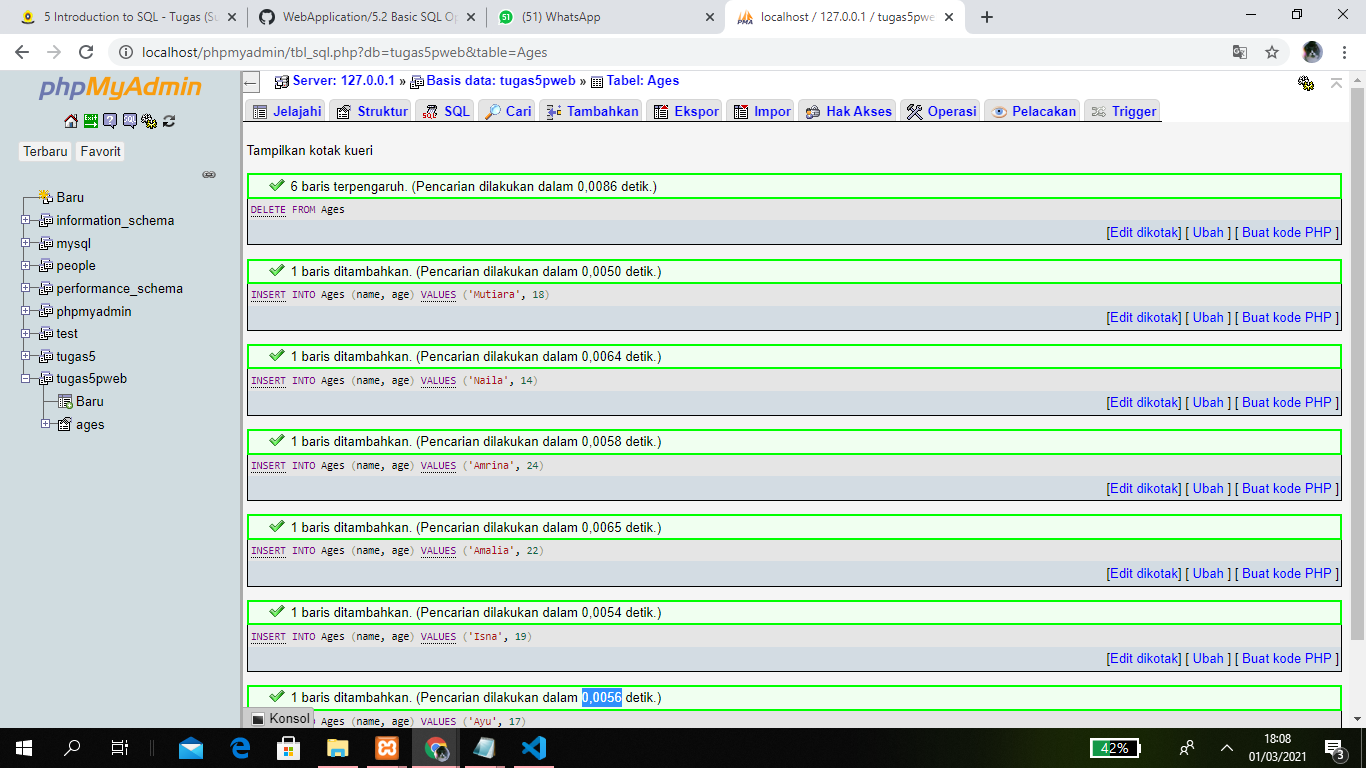 5 Introduction to SQL - Tugas (Su
WebApplication/5.2 Basic SQL Op
(51) WhatsApp
localhost / 127.0.0.1 / tugas5pwe
localhost/phpmyadmin/tbl_sql.php?db=tugas5pweb&table=Ages
phpMyAdmin
Terbaru Favorit
Baru
information_schema
mysql
people
performance_schema
phpmyadmin
test
tugas5
tugas5pweb
Baru
ages
Server: 127.0.0.1 » Basis data: tugas5pweb » Tabel: Ages
Jelajahi Struktur SQL Cari Tambahkan Ekspor Impor Hak Akses Operasi Pelacakan Trigger
Tampilkan kotak kueri
6 baris terpengaruh. (Pencarian dilakukan dalam 0,0086 detik.)
DELETE FROM Ages
[Edit dikotak] [ Ubah ] [ Buat kode PHP ]
1 baris ditambahkan. (Pencarian dilakukan dalam 0,0050 detik.)
INSERT INTO Ages (name, age) VALUES ('Mutiara', 18)
[Edit dikotak] [ Ubah ] [ Buat kode PHP ]
1 baris ditambahkan. (Pencarian dilakukan dalam 0,0064 detik.)
INSERT INTO Ages (name, age) VALUES ('Naila', 14)
[Edit dikotak] [ Ubah ] [ Buat kode PHP ]
1 baris ditambahkan. (Pencarian dilakukan dalam 0,0058 detik.)
INSERT INTO Ages (name, age) VALUES ('Amrina', 24)
[Edit dikotak] [ Ubah ] [ Buat kode PHP ]
1 baris ditambahkan. (Pencarian dilakukan dalam 0,0065 detik.)
INSERT INTO Ages (name, age) VALUES ('Amalia', 22)
[Edit dikotak] [ Ubah ] [ Buat kode PHP ]
1 baris ditambahkan. (Pencarian dilakukan dalam 0,0054 detik.)
INSERT INTO Ages (name, age) VALUES ('Isna', 19)
[Edit dikotak] [ Ubah ] [ Buat kode PHP ]
1 baris ditambahkan. (Pencarian dilakukan dalam 0,0056 detik.)
Konsol
Ages (name, age) VALUES ('Ayu', 17)
42%
18:08
01/03/2021
3